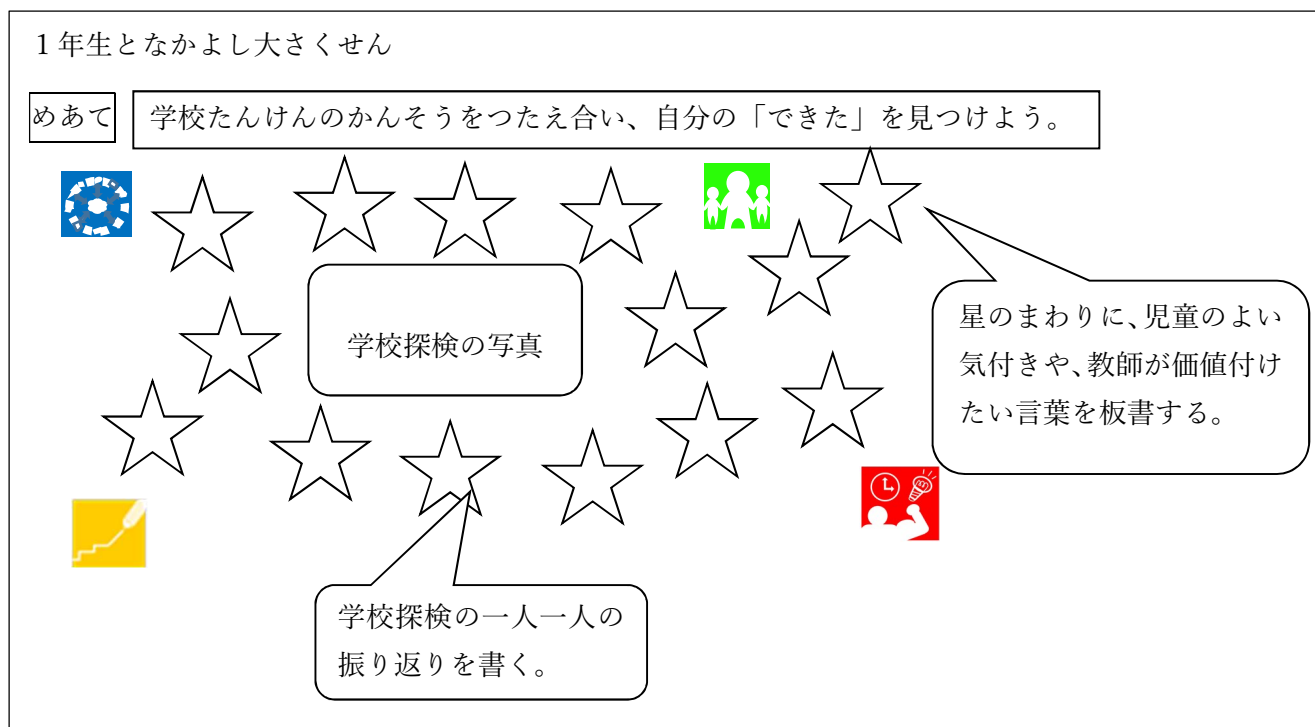 １年生となかよし大さくせん
めあて
学校たんけんのかんそうをつたえ合い、自分の「できた」を見つけよう。
学校探検の写真
星のまわりに、児童のよい
気付きや、教師が価値付け
たい言葉を板書する。
学校探検の一人一人の
振り返りを書く。